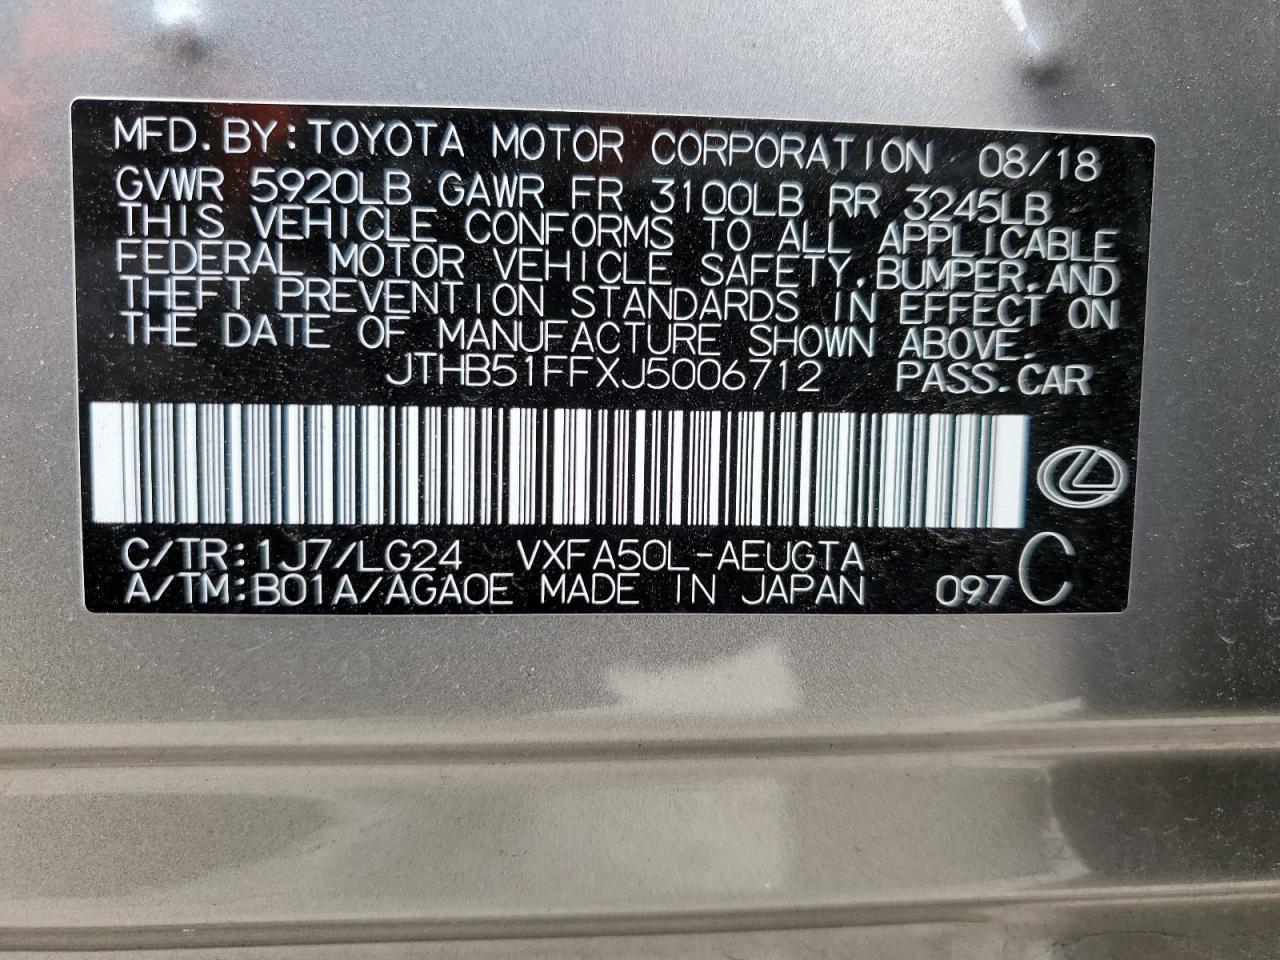 MFD.BY:TOYOTA MOTOR CORPORATION 08/18
GVWR 5920LB GAWR FR 3100LB RR 3245LB
THIS VEHICLE CONFORMS TO ALL APPLICABLE
FEDERAL MOTOR VEHICLE SAFETY,BUMPER,AND
THEFT PREVENTION STANDARDS IN EFFECT ON
THE DATE OF MANUFACTURE SHOWN ABOVE.
JTHB51FFXJ5006712 PASS.CAR
C/TR:1J7/LG24 VXFA50L-AEUGTA
A/TM:B01A/AGA0E MADE IN JAPAN 097 C